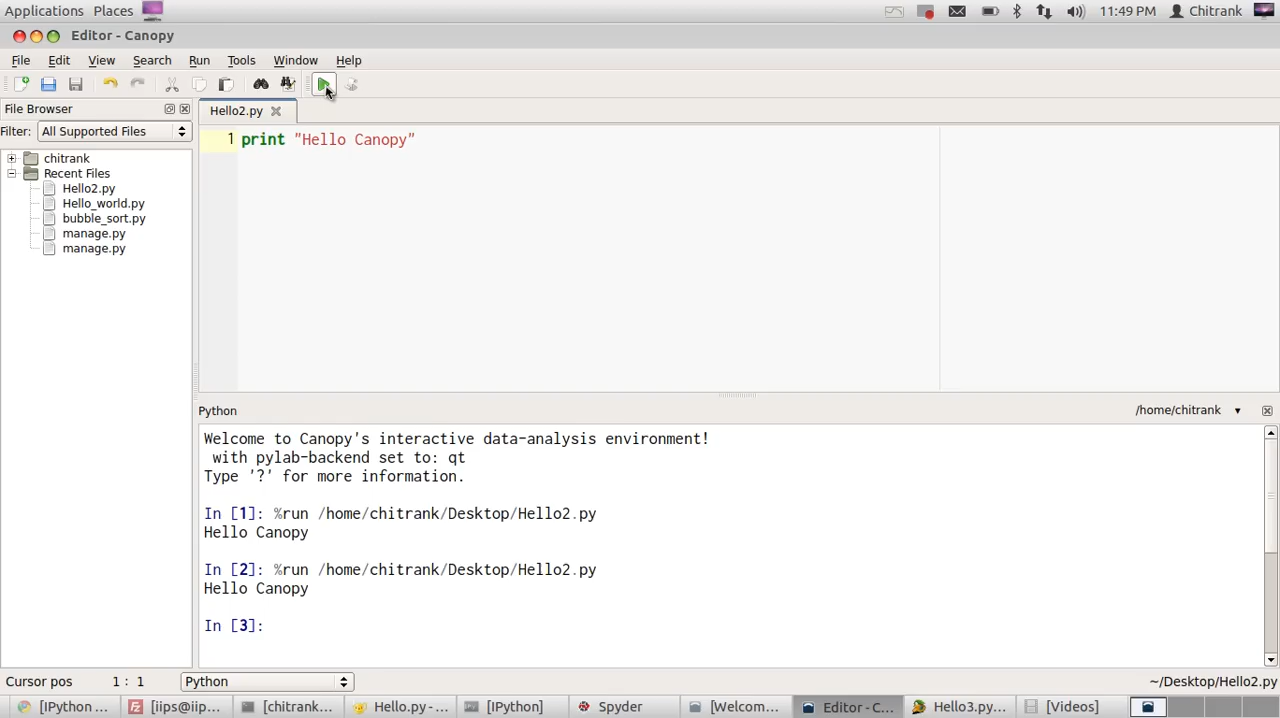 Applications Places 11:49 PM Chitrank
Editor - Canopy
File Edit View Search Run Tools Window Help
File Browser
Hello2.py
Filter: All Supported Files
1 print "Hello Canopy"
chitrank
Recent Files
Hello2.py
Hello_world.py
bubble_sort.py
manage.py
manage.py
Python /home/chitrank
Welcome to Canopy's interactive data-analysis environment!
with pylab-backend set to: qt
Type '?' for more information.
In [1]: %run /home/chitrank/Desktop/Hello2.py
Hello Canopy
In [2]: %run /home/chitrank/Desktop/Hello2.py
Hello Canopy
In [3]:
Cursor pos 1 : 1 Python ~/Desktop/Hello2.py
[IPython ... [iips@iip... [chitrank... Hello.py - ... [IPython] Spyder [Welcom... Editor - C... Hello3.py... [Videos]